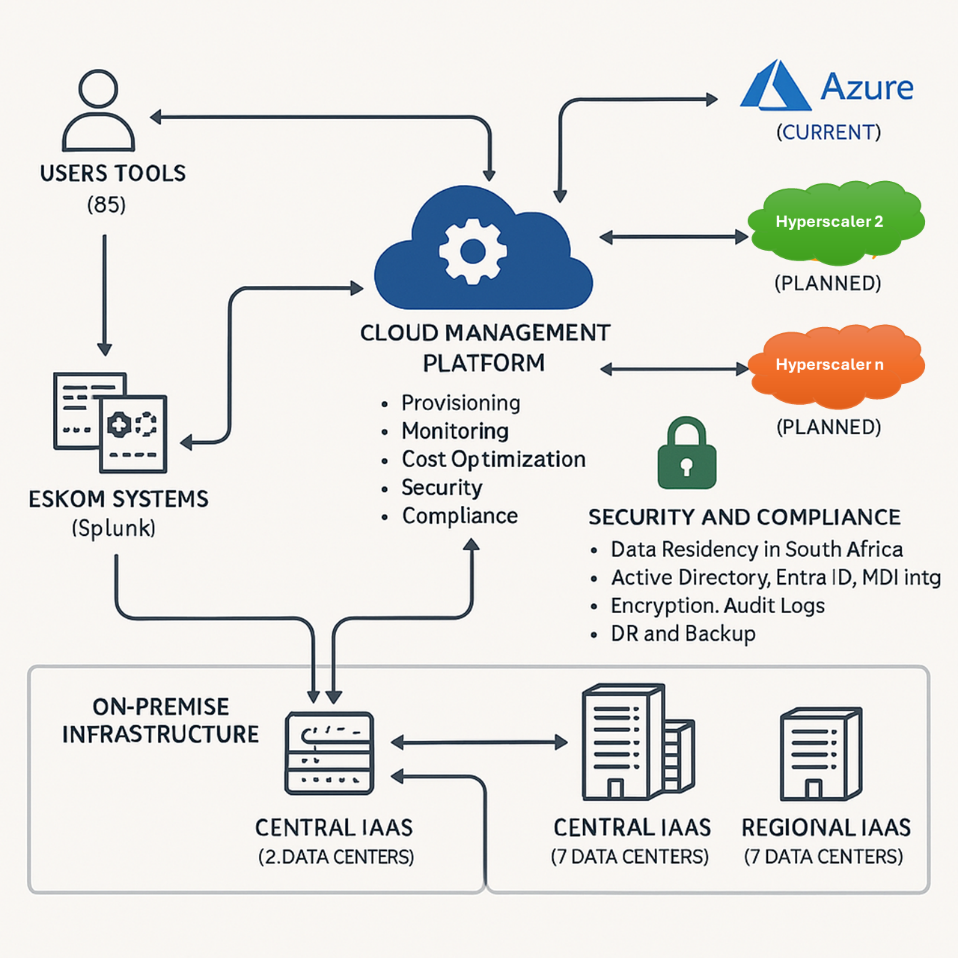 USERS TOOLS
(85)
Azure
(CURRENT)
Hyperscaler 2
(PLANNED)
Hyperscaler n
(PLANNED)
CLOUD MANAGEMENT
PLATFORM
• Provisioning
• Monitoring
• Cost Optimization
• Security
• Compliance
ESKOM SYSTEMS
(Splunk)
SECURITY AND COMPLIANCE
• Data Residency in South Africa
• Active Directory, Entra ID, MDI intg
• Encryption. Audit Logs
• DR and Backup
ON-PREMISE
INFRASTRUCTURE
CENTRAL IAAS
(2.DATA CENTERS)
CENTRAL IAAS
(7 DATA CENTERS)
REGIONAL IAAS
(7 DATA CENTERS)